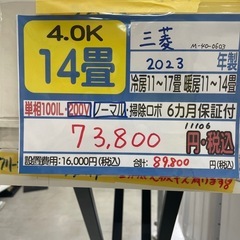 4.0K
14畳
三菱
M-40-0603
2023 年製
冷房11~17畳 暖房11~14畳
単相100IL・200V
ノーマル・掃除ロボ
6カ月保証付
11106
73,800 円・税込
設置費用:16,000円(税込)
合計:89,800 円(税込)